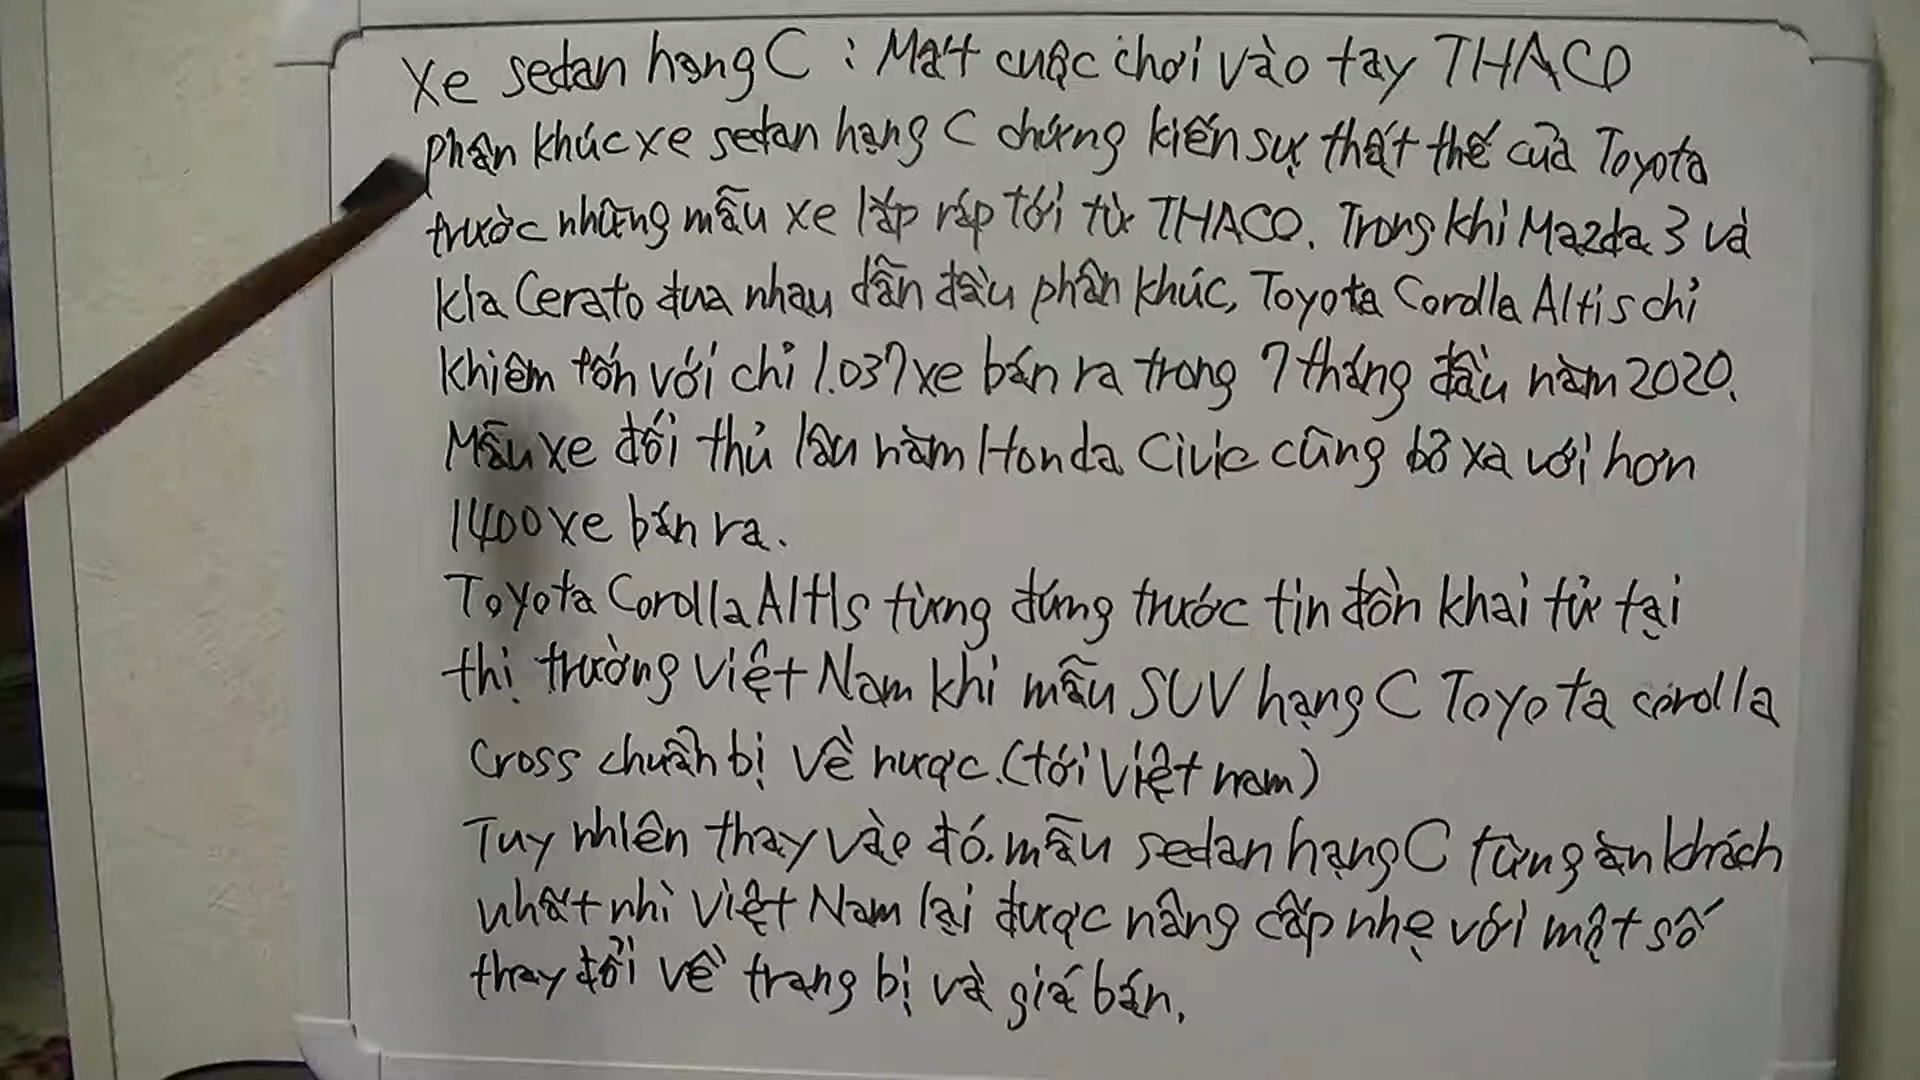 Xe sedan hạng C : Mặt cuộc chơi vào tay THACO
phân khúc xe sedan hạng C chứng kiến sự thất thế của Toyota
trước những mẫu xe lắp ráp tới từ THACO. Trong khi Mazda 3 và
kia Cerato đua nhau dẫn đầu phân khúc, Toyota Corolla Altis chỉ
khiêm tốn với chỉ 1.037 xe bán ra trong 7 tháng đầu năm 2020.
Mẫu xe đối thủ lâu năm Honda Civic cũng bỏ xa với hơn
1400 xe bán ra.
Toyota Corolla Altis từng đứng trước tin đồn khai tử tại
thị trường Việt Nam khi mẫu SUV hạng C Toyota corolla
Cross chuẩn bị về nược. (tới Việt nam)
Tuy nhiên thay vào đó. mẫu sedan hạng C từng ăn khách
nhất nhì Việt Nam lại được nâng cấp nhẹ với một số
thay đổi về trang bị và giá bán.